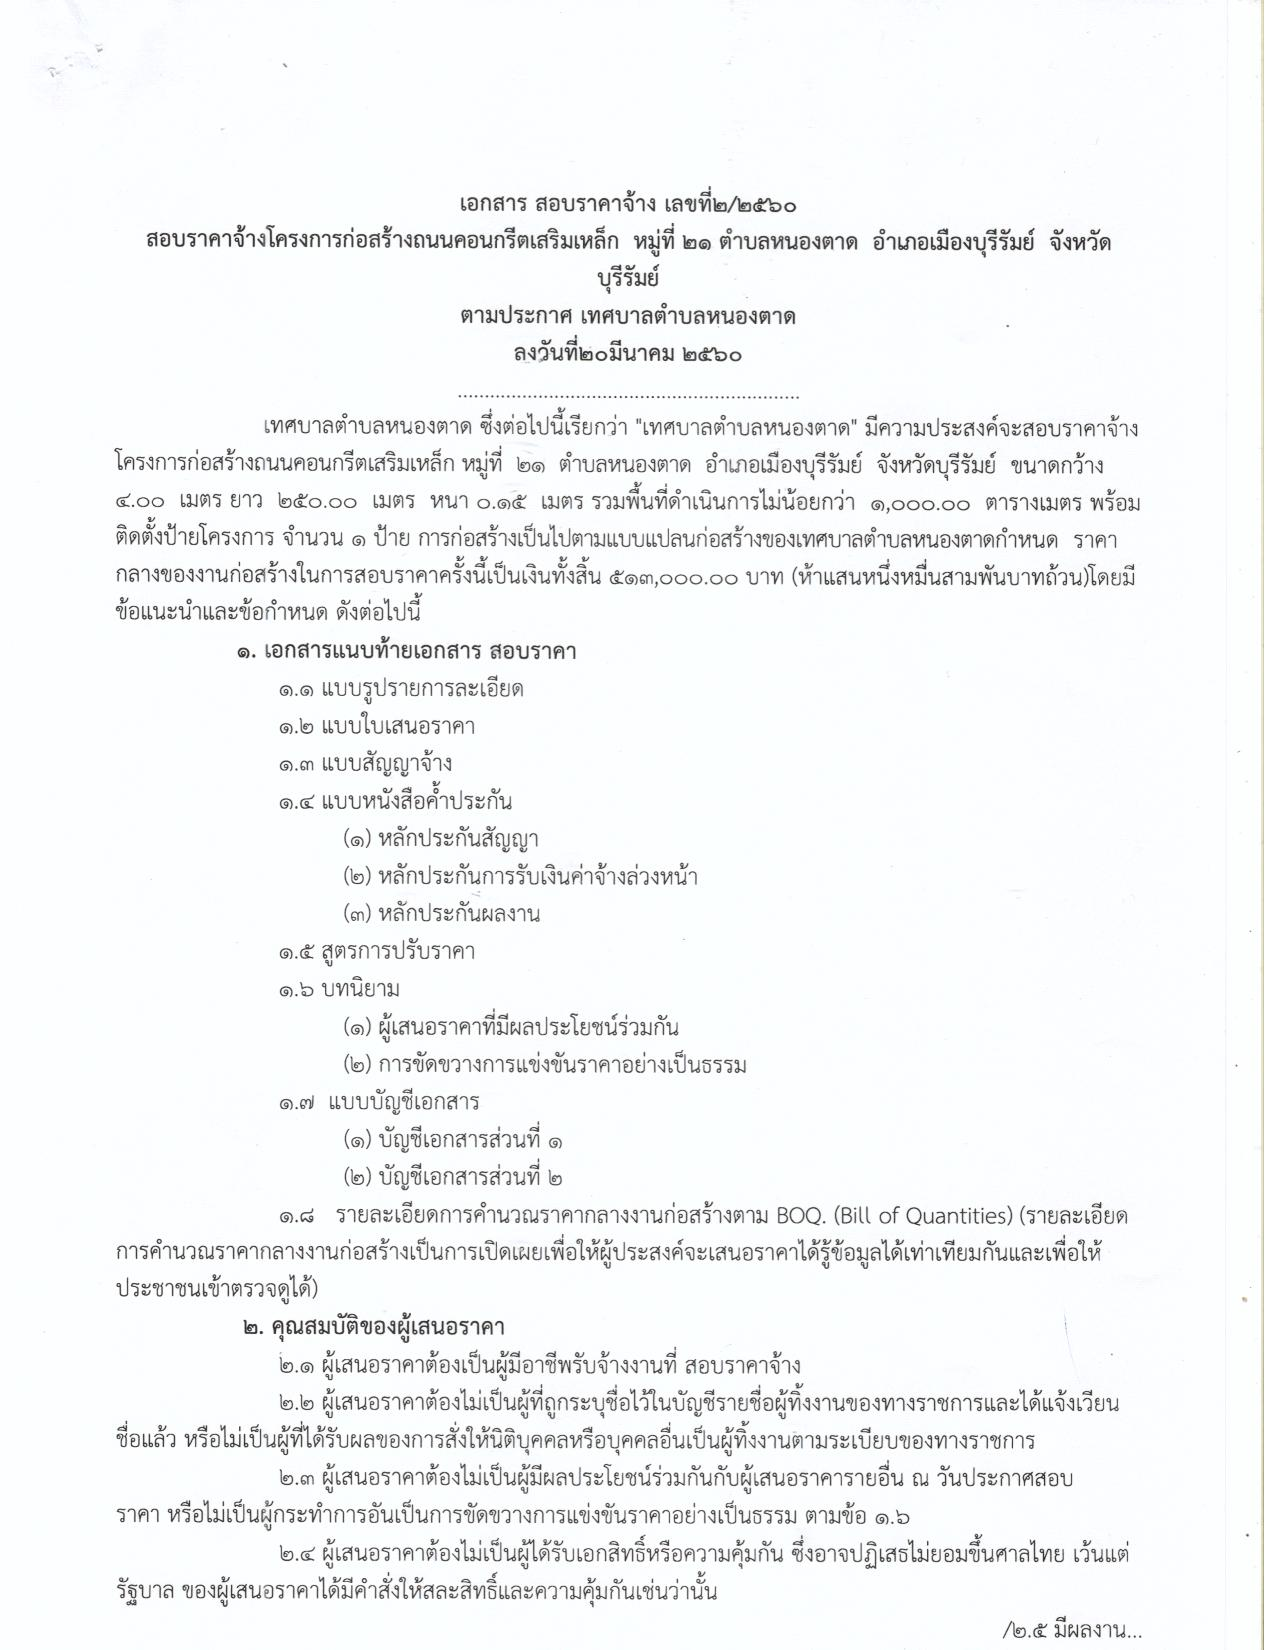 เอกสาร สอบราคาจ้าง เลขที่๒/๒๕๖๐
สอบราคาจ้างโครงการก่อสร้างถนนคอนกรีตเสริมเหล็ก หมู่ที่ ๒๑ ตำบลหนองตาด อำเภอเมืองบุรีรัมย์ จังหวัด
บุรีรัมย์
ตามประกาศ เทศบาลตำบลหนองตาด
ลงวันที่๒๐มีนาคม ๒๕๖๐
................................................................
เทศบาลตำบลหนองตาด ซึ่งต่อไปนี้เรียกว่า "เทศบาลตำบลหนองตาด" มีความประสงค์จะสอบราคาจ้าง
โครงการก่อสร้างถนนคอนกรีตเสริมเหล็ก หมู่ที่ ๒๑ ตำบลหนองตาด อำเภอเมืองบุรีรัมย์ จังหวัดบุรีรัมย์ ขนาดกว้าง
๔.๐๐ เมตร ยาว ๒๕๐.๐๐ เมตร หนา ๐.๑๕ เมตร รวมพื้นที่ดำเนินการไม่น้อยกว่า ๑,๐๐๐.๐๐ ตารางเมตร พร้อม
ติดตั้งป้ายโครงการ จำนวน ๑ ป้าย การก่อสร้างเป็นไปตามแบบแปลนก่อสร้างของเทศบาลตำบลหนองตาดกำหนด ราคา
กลางของงานก่อสร้างในการสอบราคาครั้งนี้เป็นเงินทั้งสิ้น ๕๑๓,๐๐๐.๐๐ บาท (ห้าแสนหนึ่งหมื่นสามพันบาทถ้วน)โดยมี
ข้อแนะนำและข้อกำหนด ดังต่อไปนี้
๑. เอกสารแนบท้ายเอกสาร สอบราคา
๑.๑ แบบรูปรายการละเอียด
๑.๒ แบบใบเสนอราคา
๑.๓ แบบสัญญาจ้าง
๑.๔ แบบหนังสือค้ำประกัน
(๑) หลักประกันสัญญา
(๒) หลักประกันการรับเงินค่าจ้างล่วงหน้า
(๓) หลักประกันผลงาน
๑.๕ สูตรการปรับราคา
๑.๖ บทนิยาม
(๑) ผู้เสนอราคาที่มีผลประโยชน์ร่วมกัน
(๒) การขัดขวางการแข่งขันราคาอย่างเป็นธรรม
๑.๗ แบบบัญชีเอกสาร
(๑) บัญชีเอกสารส่วนที่ ๑
(๒) บัญชีเอกสารส่วนที่ ๒
๑.๘ รายละเอียดการคำนวณราคากลางงานก่อสร้างตาม BOQ. (Bill of Quantities) (รายละเอียด
การคำนวณราคากลางงานก่อสร้างเป็นการเปิดเผยเพื่อให้ผู้ประสงค์จะเสนอราคาได้รู้ข้อมูลได้เท่าเทียมกันและเพื่อให้
ประชาชนเข้าตรวจดูได้)
๒. คุณสมบัติของผู้เสนอราคา
๒.๑ ผู้เสนอราคาต้องเป็นผู้มีอาชีพรับจ้างงานที่ สอบราคาจ้าง
๒.๒ ผู้เสนอราคาต้องไม่เป็นผู้ที่ถูกระบุชื่อไว้ในบัญชีรายชื่อผู้ทิ้งงานของทางราชการและได้แจ้งเวียน
ชื่อแล้ว หรือไม่เป็นผู้ที่ได้รับผลของการสั่งให้นิติบุคคลหรือบุคคลอื่นเป็นผู้ทิ้งงานตามระเบียบของทางราชการ
๒.๓ ผู้เสนอราคาต้องไม่เป็นผู้มีผลประโยชน์ร่วมกันกับผู้เสนอราคารายอื่น ณ วันประกาศสอบ
ราคา หรือไม่เป็นผู้กระทำการอันเป็นการขัดขวางการแข่งขันราคาอย่างเป็นธรรม ตามข้อ ๑.๖
๒.๔ ผู้เสนอราคาต้องไม่เป็นผู้ได้รับเอกสิทธิ์หรือความคุ้มกัน ซึ่งอาจปฏิเสธไม่ยอมขึ้นศาลไทย เว้นแต่
รัฐบาล ของผู้เสนอราคาได้มีคำสั่งให้สละสิทธิ์และความคุ้มกันเช่นว่านั้น
/๒.๕ มีผลงาน...